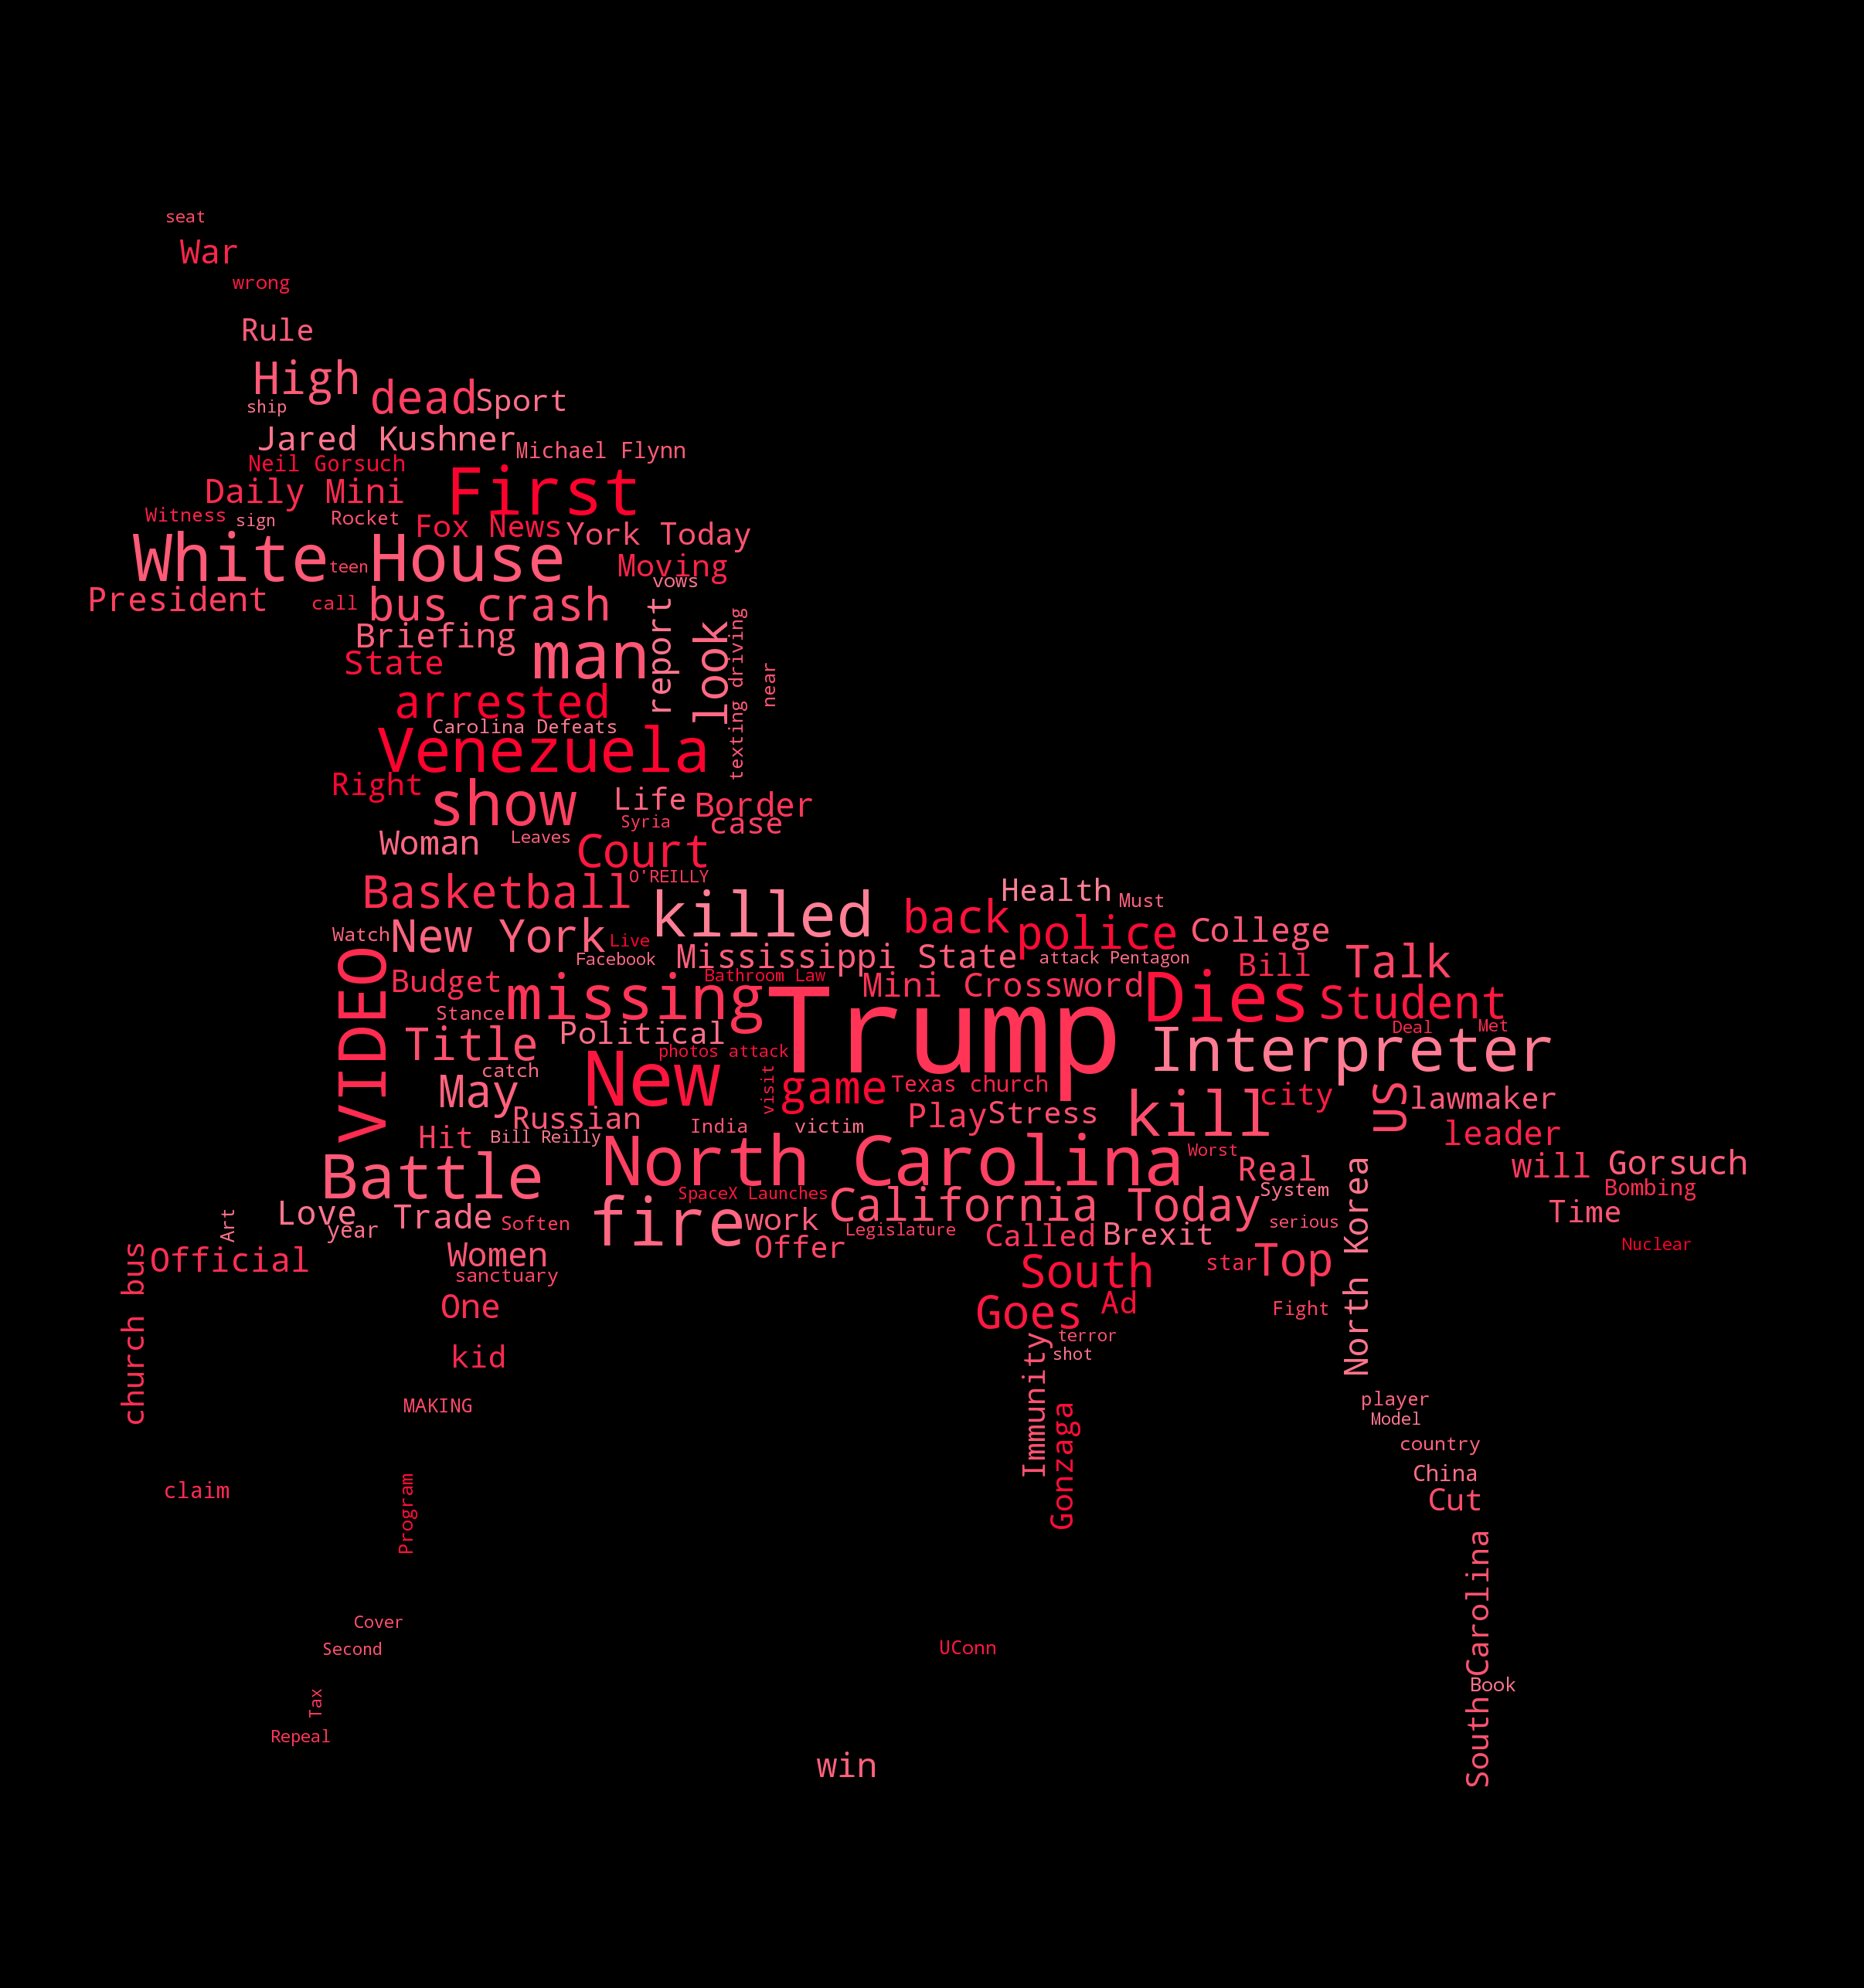 seat
War
wrong
Rule
High
dead
Sport
ship
Jared Kushner
Michael Flynn
Neil Gorsuch
First
Daily Mini
Witness
sign
Rocket
Fox News
York Today
White House
teen
Moving
vows
President
call
bus crash
report
look
texting driving
near
Briefing
man
State
arrested
Carolina Defeats
Venezuela
Right
show
Life
Border
Syria
case
Woman
Leaves
Court
O'REILLY
Basketball
killed
Health
Must
back
police
College
Watch
New York
Live
Facebook
Mississippi State
attack Pentagon
Bill
Talk
VIDEO
Budget
missing
Bathroom Law
Mini Crossword
Dies
Student
Stance
Trump
Political
Deal
Met
Title
photos attack
Interpreter
catch
New
visit
game
Texas church
May
kill
city
US
lawmaker
Russian
India
victim
Play
Stress
Hit
Bill Reilly
leader
North Carolina
Worst
Real
will
Gorsuch
Battle
SpaceX Launches
California Today
System
Bombing
Art
Love
year
Trade
Soften
fire
work
Legislature
serious
North Korea
Time
Called
Brexit
Nuclear
church bus
Official
Women
Offer
star
Top
sanctuary
South
One
Goes
Ad
Fight
terror
shot
kid
Immunity
MAKING
Gonzaga
player
Model
country
claim
Program
China
Cut
South Carolina
Cover
Second
UConn
Book
Tax
Repeal
win